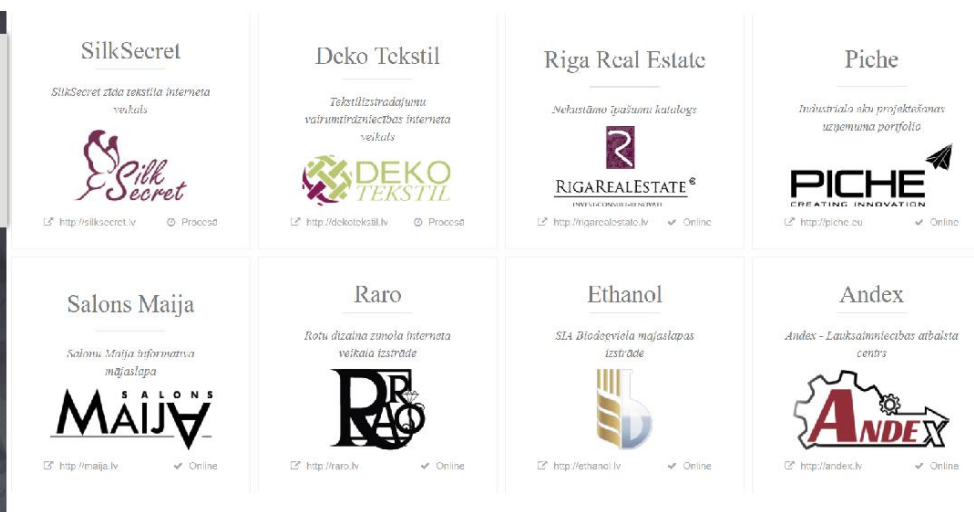 SilkSecret
SilkSecret zīda tekstila interneta
veikals
Silk
Secret
http://silksecret.lv Procesā
Deko Tekstil
Tekstilizstrādājumu
vairumtirdzniecības interneta
veikals
DEKO
TEKSTIL
http://dekotekstil.lv Procesā
Riga Real Estate
Nekustāmo īpašumu katalogs
R
RIGAREALESTATE
http://rigarealestate.lv Online
Piche
Industriālo ēku projektēšanas
uzņēmuma portfolio
PICHE
CREATING INNOVATION
http://piche.eu Online
Salons Maija
Salonu Maija informatīva
mājaslapa
SALONS
MAIJA
http://maija.lv Online
Raro
Rotu dizaina zīmola interneta
veikala izstrāde
RARO
http://raro.lv Online
Ethanol
SIA Biodegviela mājaslapas
izstrāde
http://ethanol.lv Online
Andex
Andex - Lauksaimniecības atbalsta
centrs
ANDEX
http://andex.lv Online